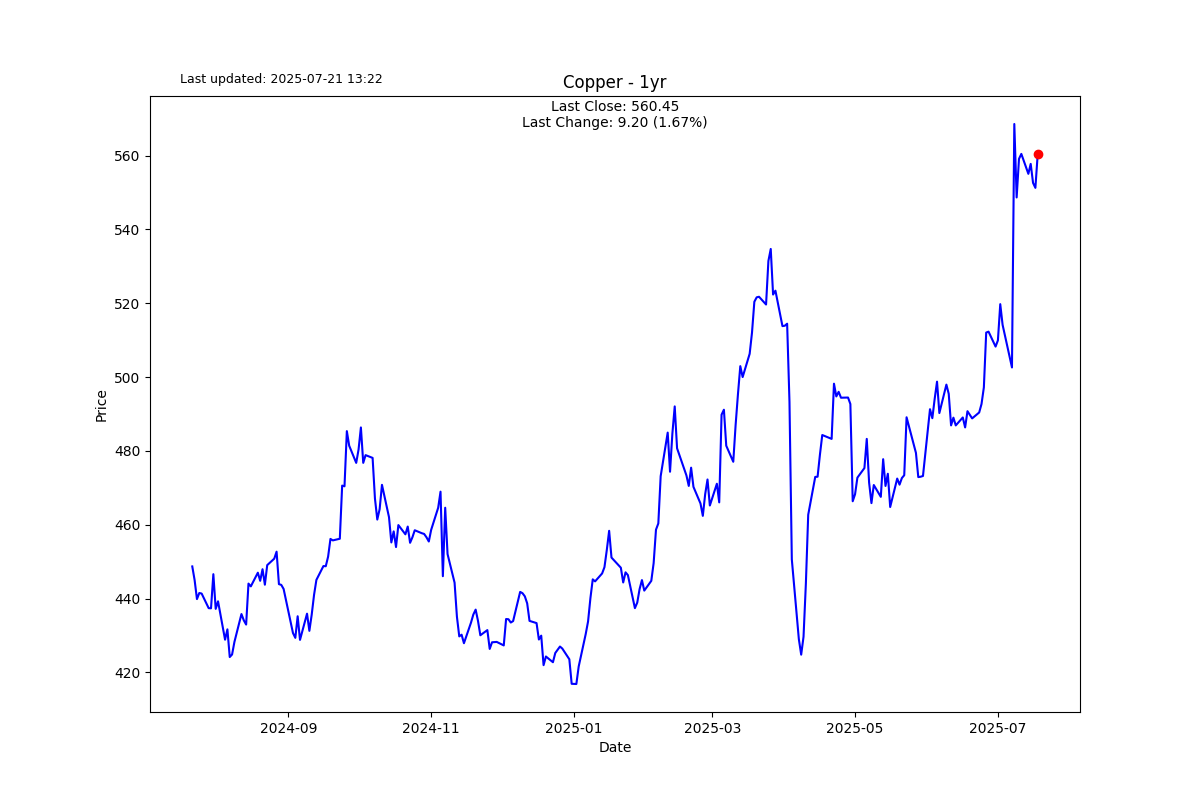 Last updated: 2025-07-21 13:22
Copper - 1yr
Last Close: 560.45
Last Change: 9.20 (1.67%)
560
540
520
500
480
460
440
420
Price
2024-09
2024-11
2025-01
2025-03
2025-05
2025-07
Date